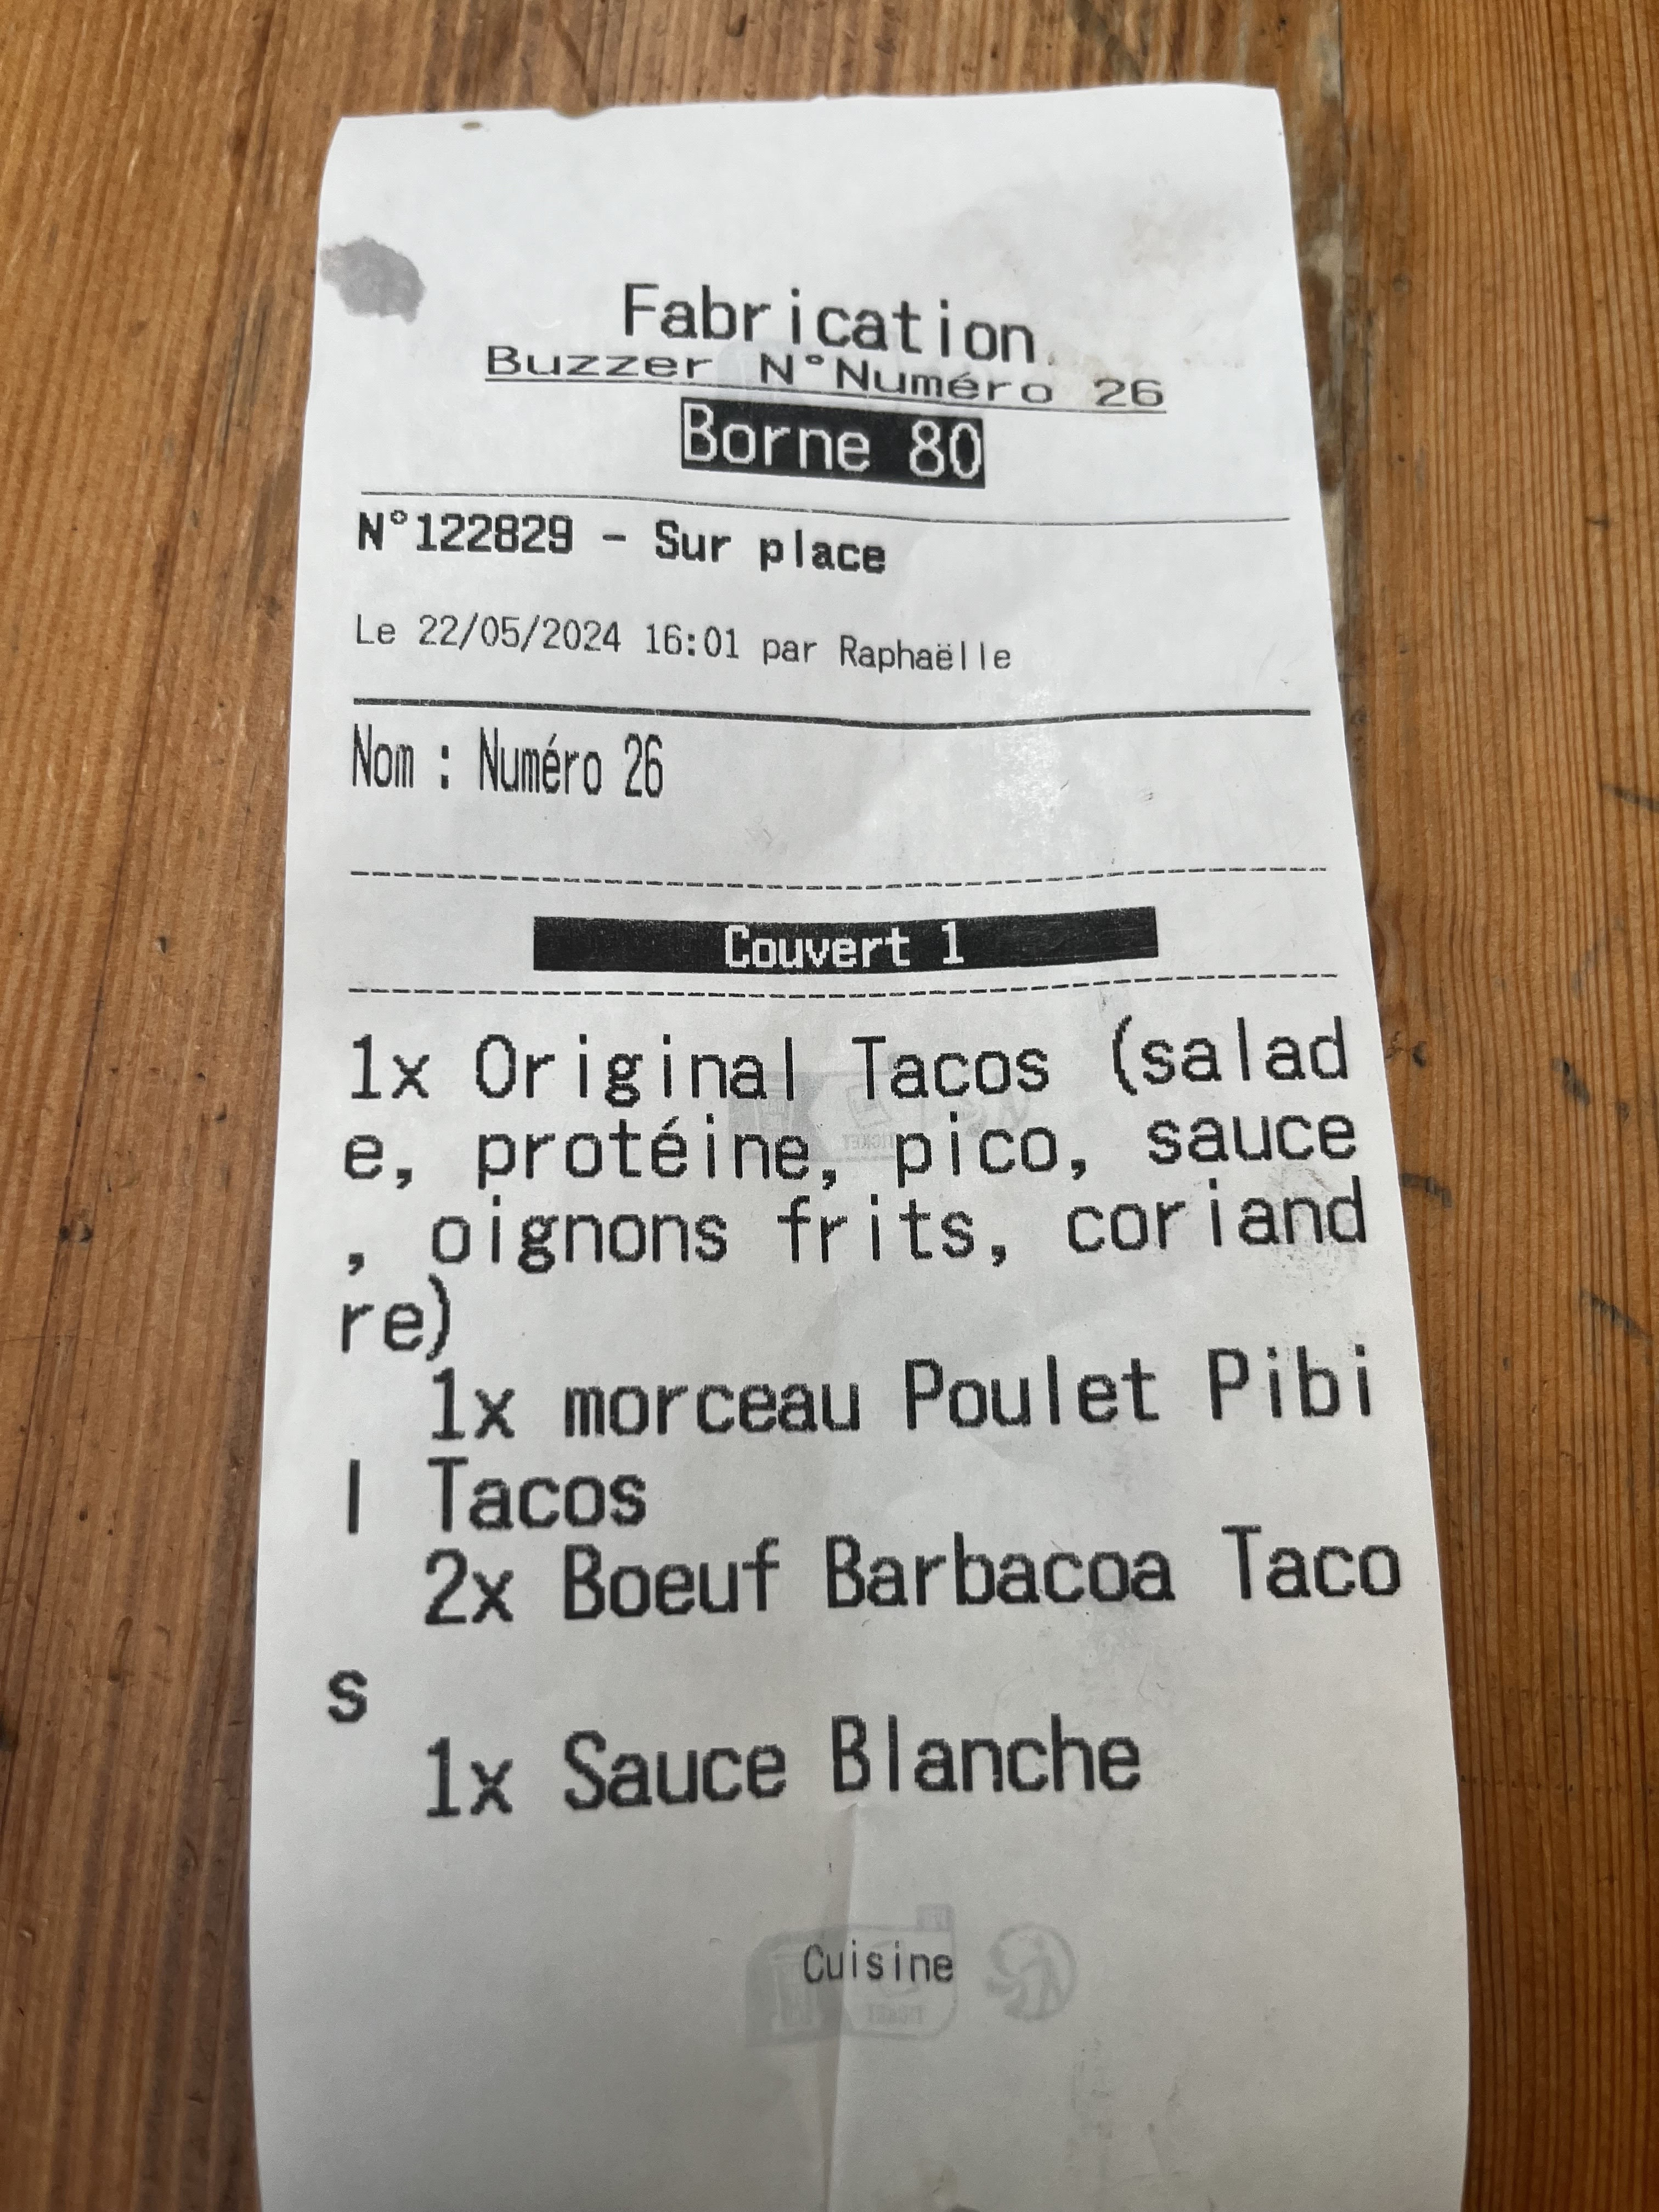 Fabrication
Buzzer N°Numéro 26
Borne 80
N°122829 - Sur place
Le 22/05/2024 16:01 par Raphaëlle
Nom : Numéro 26
Couvert 1
1x Original Tacos (salad
e, protéine, pico, sauce
, oignons frits, coriand
re)
1x morceau Poulet Pibi
l Tacos
2x Boeuf Barbacoa Taco
s
1x Sauce Blanche
Cuisine